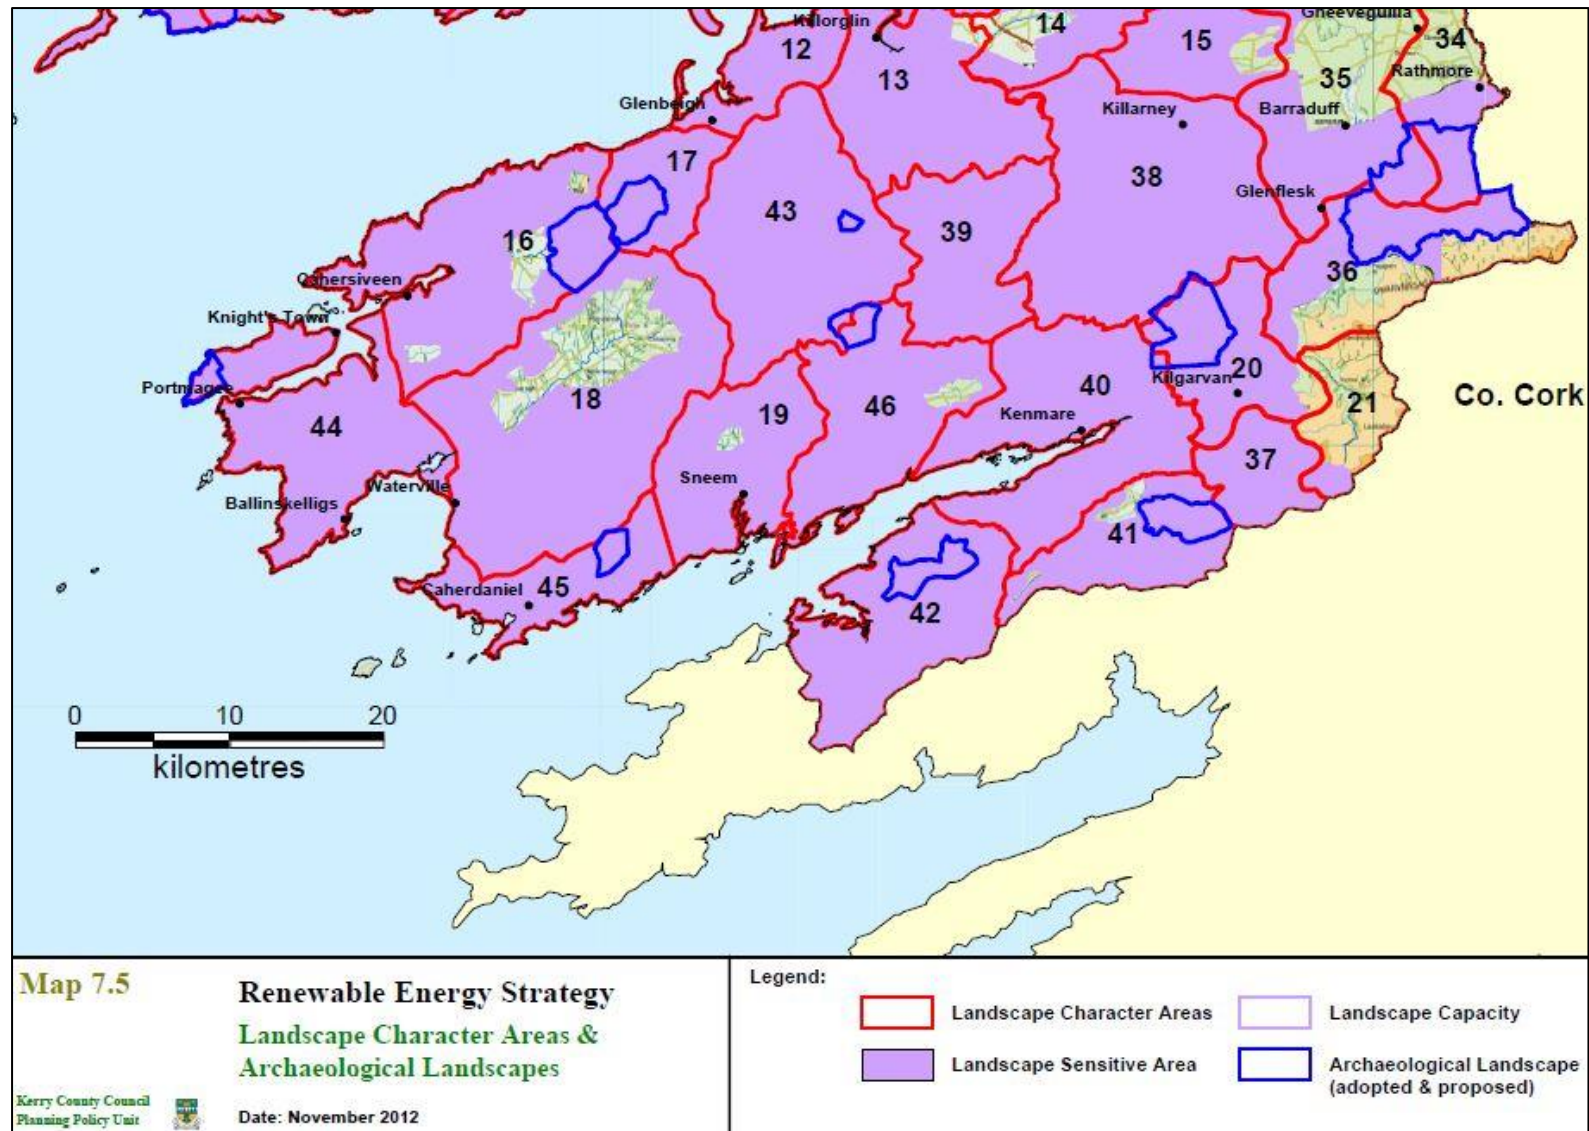 Killorglin
14
Gneeveguilla
12
15
34
13
35
Rathmore
Glenbeigh
Killarney
Barraduff
17
38
Glenflesk
43
16
39
36
Cahersiveen
Knight's Town
Portmagee
18
Kilgarvan
20
40
21
Co. Cork
44
19
46
Kenmare
37
Waterville
Sneem
Ballinskelligs
41
Caherdaniel
45
42
0 10 20
kilometres
Map 7.5
Renewable Energy Strategy
Landscape Character Areas &
Archaeological Landscapes
Kerry County Council
Planning Policy Unit
Date: November 2012
Legend:
Landscape Character Areas
Landscape Capacity
Landscape Sensitive Area
Archaeological Landscape
(adopted & proposed)